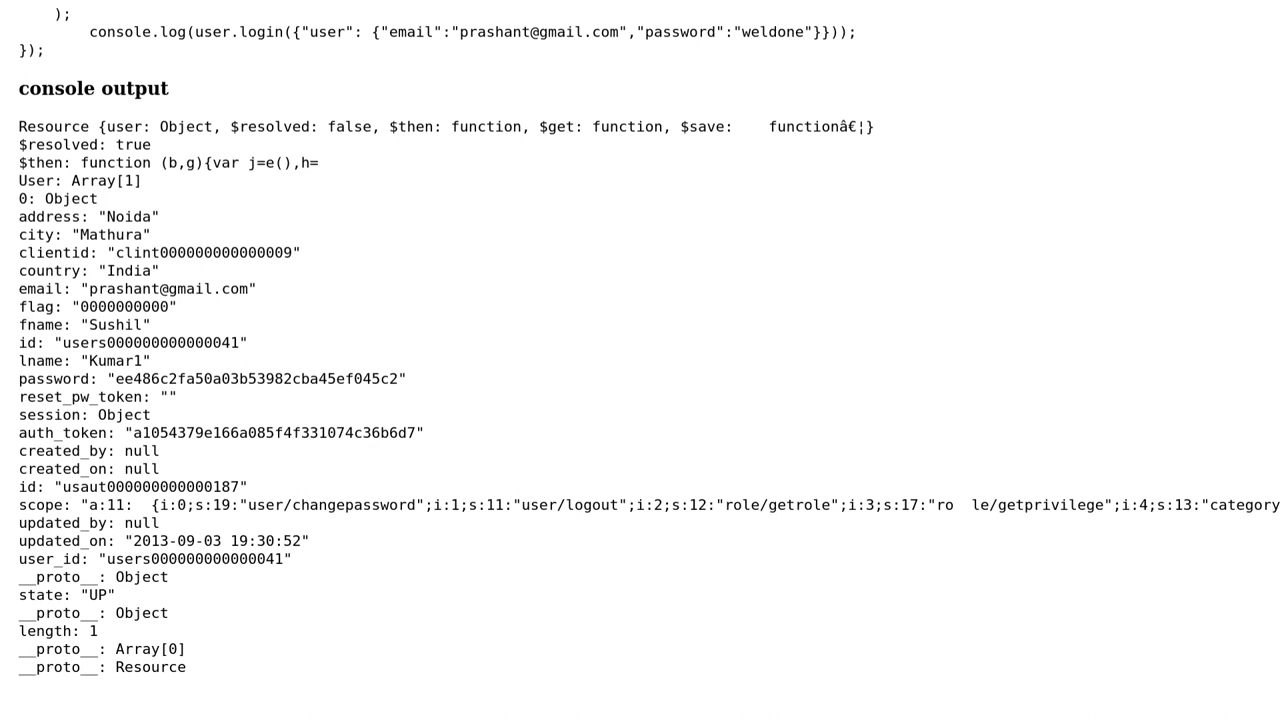 );
console.log(user.login({"user": {"email":"prashant@gmail.com","password":"weldone"}}));
});
console output
Resource {user: Object, $resolved: false, $then: function, $get: function, $save:    functionâ€¦}
$resolved: true
$then: function (b,g){var j=e(),h=
User: Array[1]
0: Object
address: "Noida"
city: "Mathura"
clientid: "clint000000000000009"
country: "India"
email: "prashant@gmail.com"
flag: "0000000000"
fname: "Sushil"
id: "users000000000000041"
lname: "Kumar1"
password: "ee486c2fa50a03b53982cba45ef045c2"
reset_pw_token: ""
session: Object
auth_token: "a1054379e166a085f4f331074c36b6d7"
created_by: null
created_on: null
id: "usaut000000000000187"
scope: "a:11:  {i:0;s:19:"user/changepassword";i:1;s:11:"user/logout";i:2;s:12:"role/getrole";i:3;s:17:"ro  le/getprivilege";i:4;s:13:"category
updated_by: null
updated_on: "2013-09-03 19:30:52"
user_id: "users000000000000041"
__proto__: Object
state: "UP"
__proto__: Object
length: 1
__proto__: Array[0]
__proto__: Resource